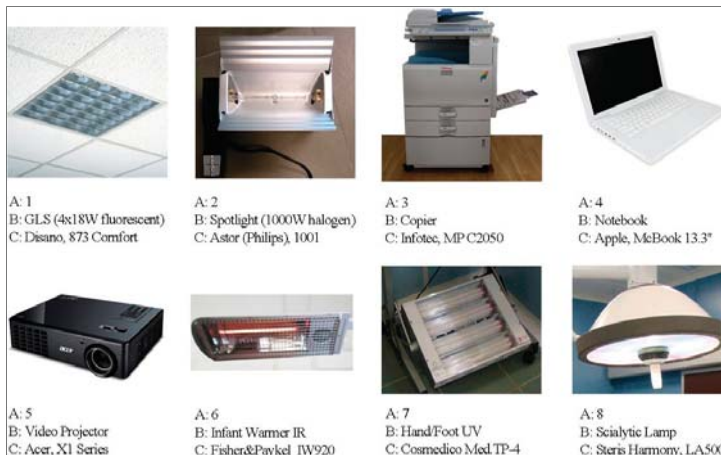 A: 1
B: GLS (4x18W fluorescent)
C: Disano, 873 Comfort
A: 2
B: Spotlight (1000W halogen)
C: Astor (Philips), 1001
A: 3
B: Copier
C: Infotec, MP C2050
A: 4
B: Notebook
C: Apple, McBook 13.3"
acer
A: 5
B: Video Projector
C: Acer, X1 Series
A: 6
B: Infant Warmer IR
C: Fisher&Paykel IW920
A: 7
B: Hand/Foot UV
C: Cosmedico Med TP-4
A: 8
B: Scialytic Lamp
C: Steris Harmony,